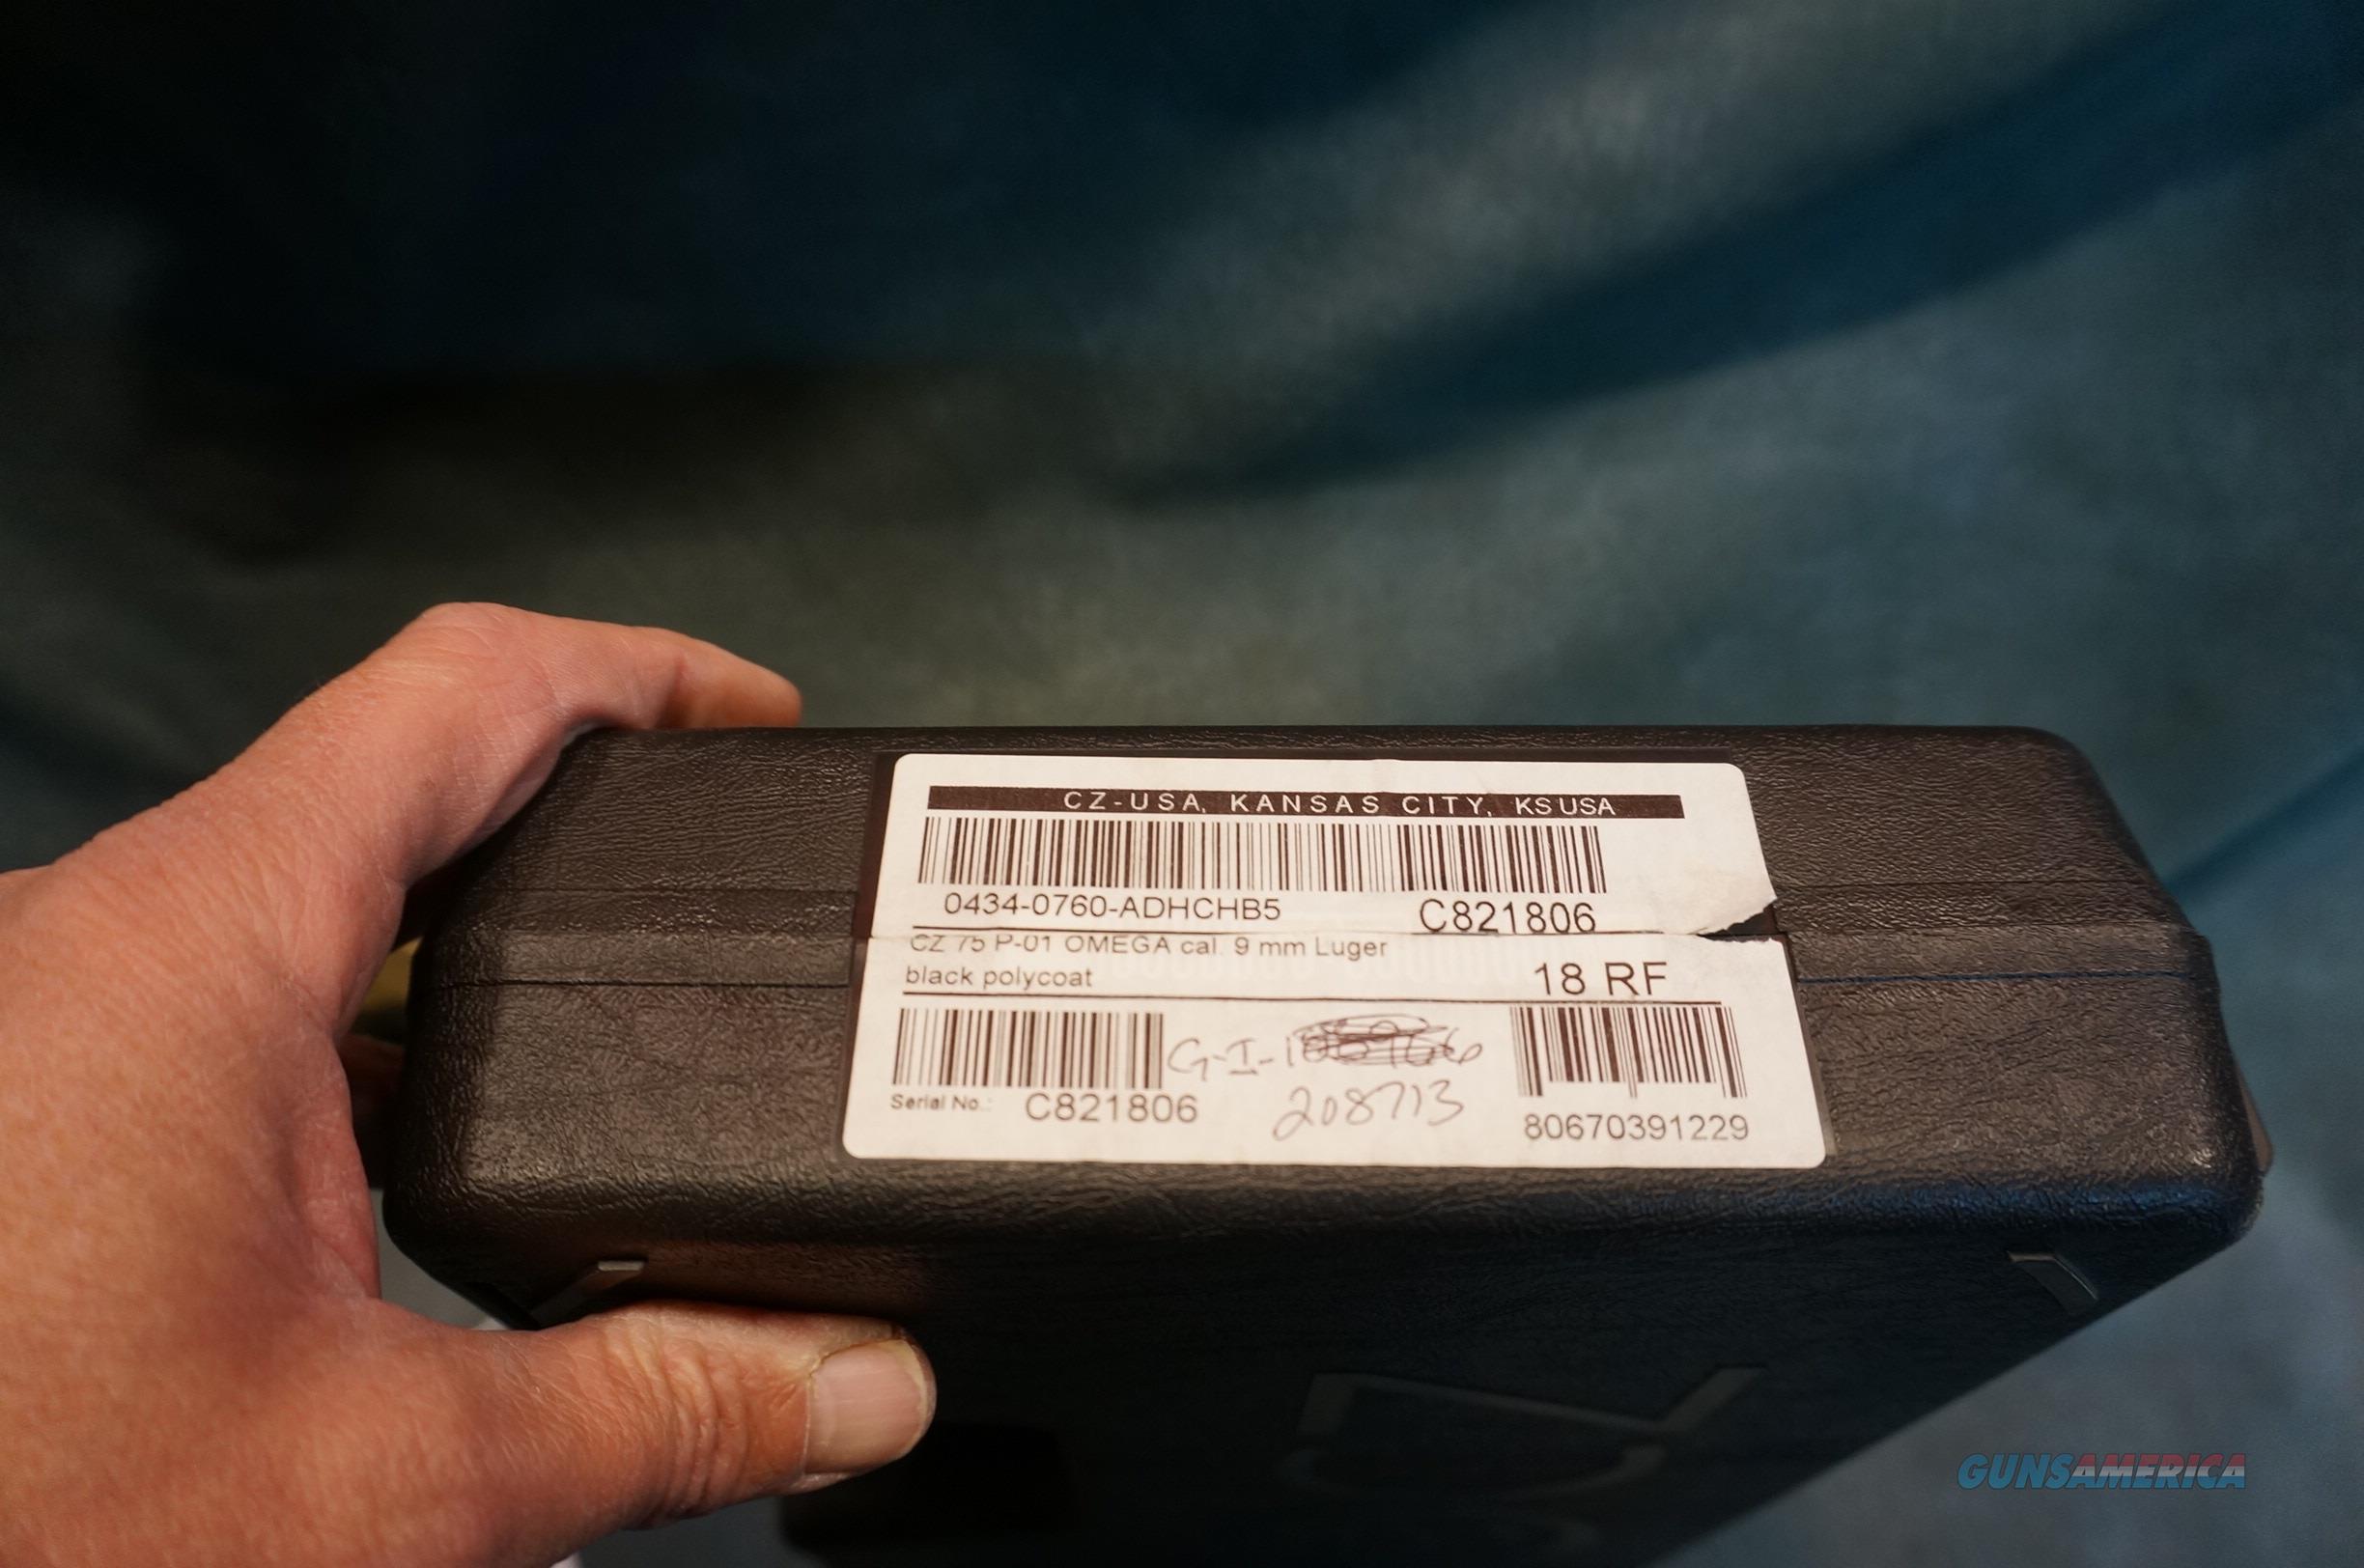 CZ-USA, KANSAS CITY, KS USA
0434-0760-ADHCHB5 C821806
CZ 75 P-01 OMEGA cal. 9 mm Luger
black polycoat 18 RF
G-I-
208713
Serial No.: C821806 80670391229
GUNSAMERICA